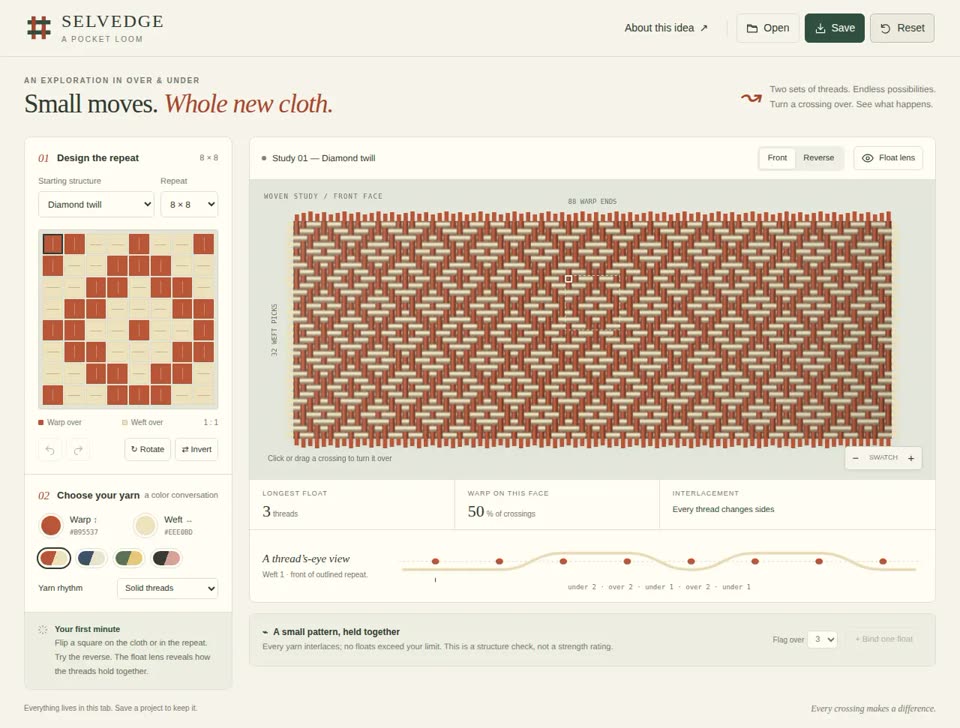 SELVEDGE
A POCKET LOOM
About this idea ↗
Open
Save
Reset
AN EXPLORATION IN OVER & UNDER
Small moves. Whole new cloth.
Two sets of threads. Endless possibilities.
Turn a crossing over. See what happens.
01 Design the repeat 8 × 8
Starting structure Repeat
Diamond twill 8 × 8
Warp over Weft over 1 : 1
↻ Rotate ⇄ Invert
02 Choose your yarn a color conversation
Warp ↕ Weft ↔
#B95537 #EEE0BD
Yarn rhythm Solid threads
Your first minute
Flip a square on the cloth or in the repeat.
Try the reverse. The float lens reveals how
the threads hold together.
Study 01 — Diamond twill
Front Reverse Float lens
WOVEN STUDY / FRONT FACE
88 WARP ENDS
32 WEFT PICKS
Click or drag a crossing to turn it over
− SWATCH +
LONGEST FLOAT
3 threads
WARP ON THIS FACE
50 % of crossings
INTERLACEMENT
Every thread changes sides
A thread's-eye view
Weft 1 · front of outlined repeat.
under 2 · over 2 · under 1 · over 2 · under 1
A small pattern, held together
Every yarn interlaces; no floats exceed your limit. This is a structure check, not a strength rating.
Flag over 3
+ Bind one float
Everything lives in this tab. Save a project to keep it.
Every crossing makes a difference.